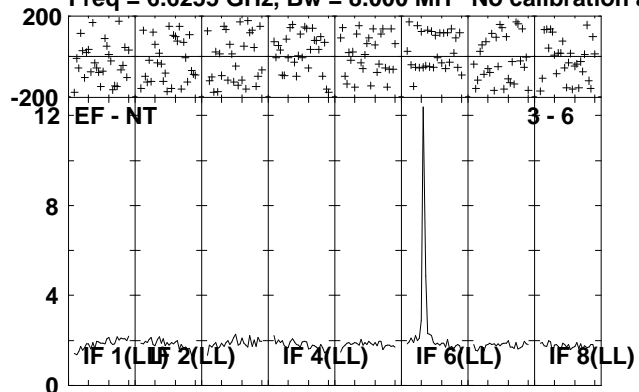 Freq = 6.6255 GHz, Bw = 8.000 MH No calibration a
200
-200
12
EF - NT
3 - 6
8
4
0
IF 1(LL)
IF 2(LL)
IF 4(LL)
IF 6(LL)
IF 8(LL)